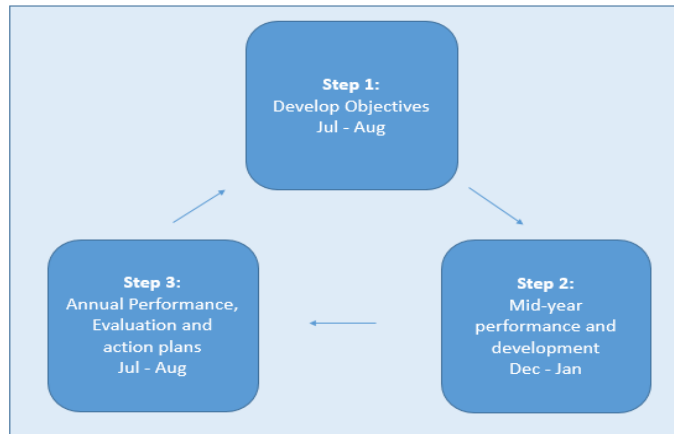 Step 1:
Develop Objectives
Jul - Aug
Step 2:
Mid-year
performance and
development
Dec - Jan
Step 3:
Annual Performance,
Evaluation and
action plans
Jul - Aug